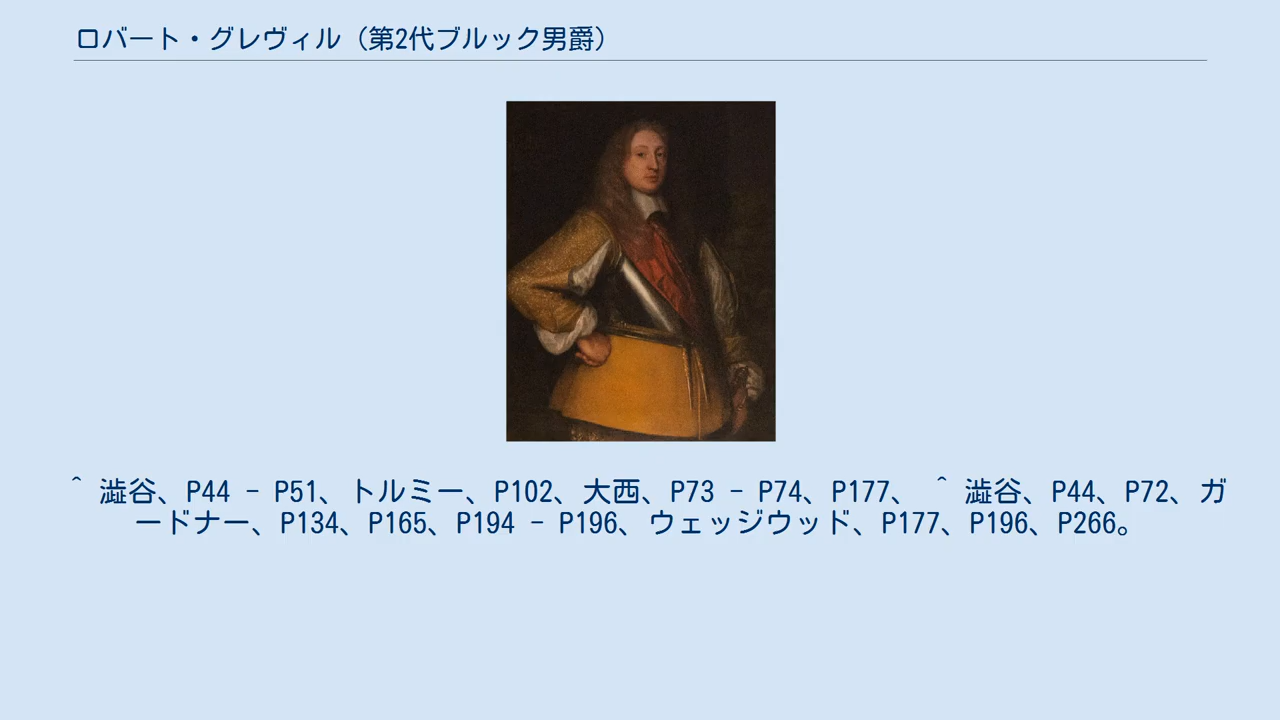 ロバート・グレヴィル（第2代ブルック男爵）
^ 澁谷、P44 - P51、トルミー、P102、大西、P73 - P74、P177、 ^ 澁谷、P44、P72、ガ
ードナー、P134、P165、P194 - P196、ウェッジウッド、P177、P196、P266。